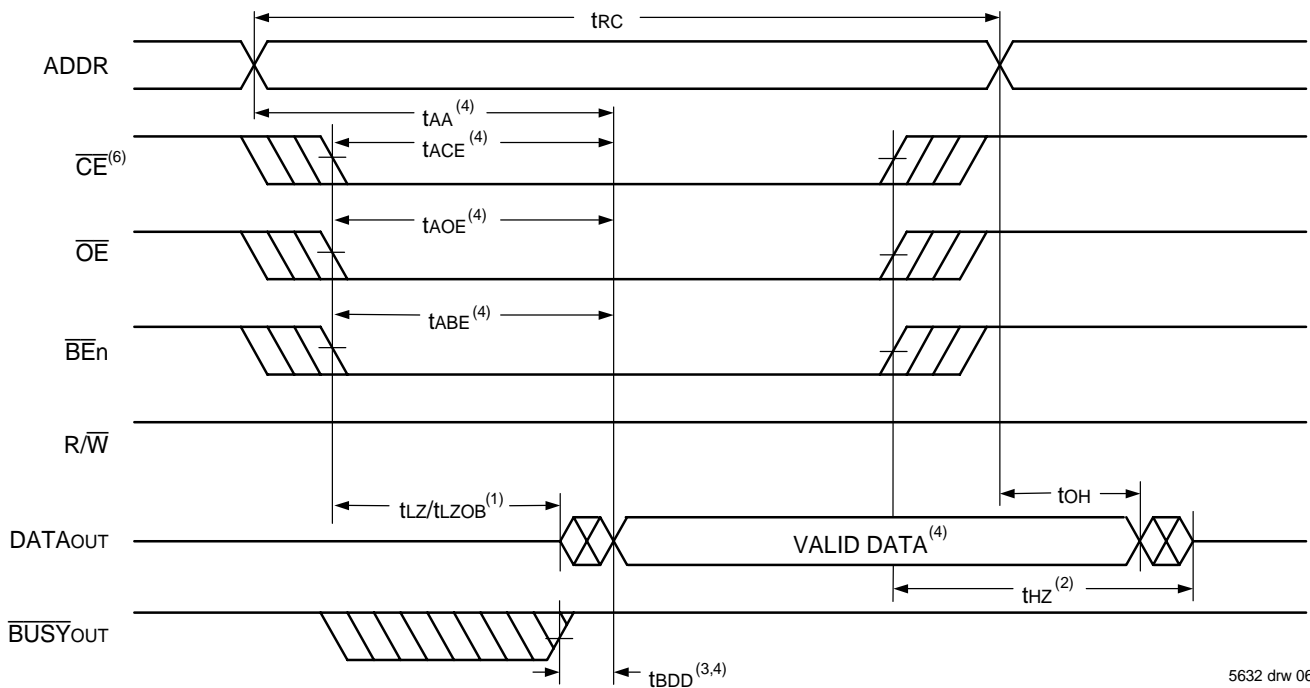 tRC
ADDR
tAA(4)
CE(6)
tACE(4)
OE
tAOE(4)
BEn
tABE(4)
R/W
tLZ/tLZOB(1)
tOH
DATAOUT
VALID DATA(4)
tHZ(2)
BUSYOUT
tBDD(3,4)
5632 drw 06